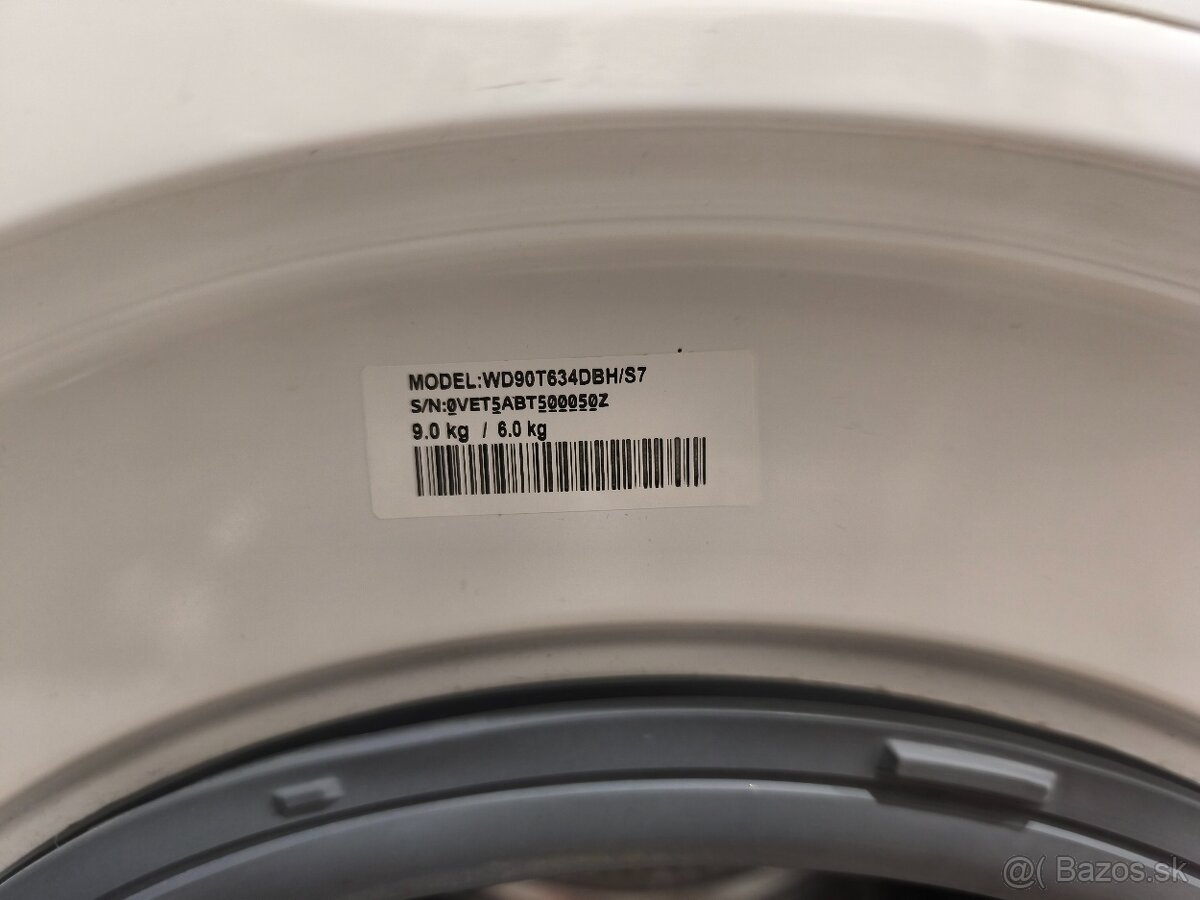 MODEL:WD90T634DBH/S7
S/N:0VET5ABT500050Z
9.0 kg / 6.0 kg
@( Bazos.sk